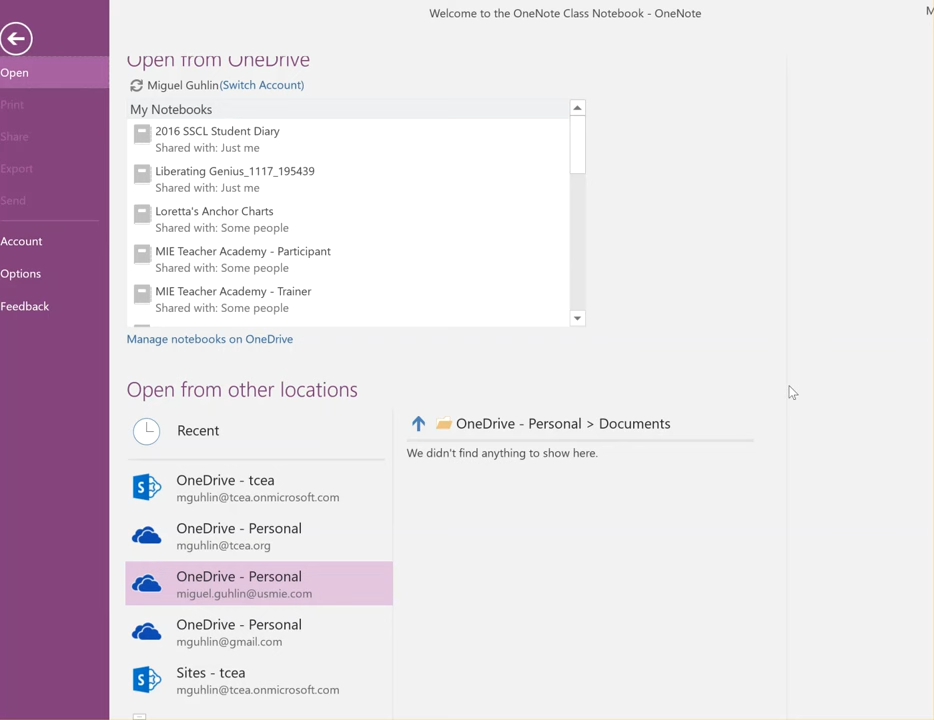 Welcome to the OneNote Class Notebook - OneNote
M
Open
Print
Share
Export
Send
Account
Options
Feedback
Open from OneDrive
Miguel Guhlin(Switch Account)
My Notebooks
2016 SSCL Student Diary
Shared with: Just me
Liberating Genius_1117_195439
Shared with: Just me
Loretta's Anchor Charts
Shared with: Some people
MIE Teacher Academy - Participant
Shared with: Some people
MIE Teacher Academy - Trainer
Shared with: Some people
Manage notebooks on OneDrive
Open from other locations
Recent
OneDrive - tcea
mguhlin@tcea.onmicrosoft.com
OneDrive - Personal
mguhlin@tcea.org
OneDrive - Personal
miguel.guhlin@usmie.com
OneDrive - Personal
mguhlin@gmail.com
Sites - tcea
mguhlin@tcea.onmicrosoft.com
OneDrive - Personal > Documents
We didn't find anything to show here.